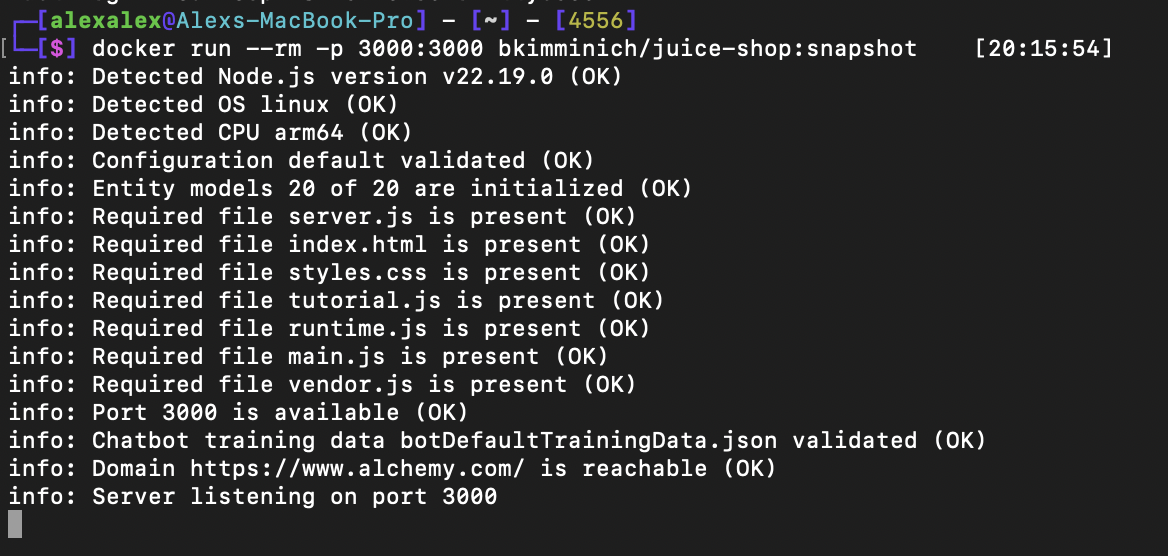 [alexalex@Alexs-MacBook-Pro] - [~] - [4556]
[$] docker run --rm -p 3000:3000 bkimminich/juice-shop:snapshot [20:15:54]
info: Detected Node.js version v22.19.0 (OK)
info: Detected OS linux (OK)
info: Detected CPU arm64 (OK)
info: Configuration default validated (OK)
info: Entity models 20 of 20 are initialized (OK)
info: Required file server.js is present (OK)
info: Required file index.html is present (OK)
info: Required file styles.css is present (OK)
info: Required file tutorial.js is present (OK)
info: Required file runtime.js is present (OK)
info: Required file main.js is present (OK)
info: Required file vendor.js is present (OK)
info: Port 3000 is available (OK)
info: Chatbot training data botDefaultTrainingData.json validated (OK)
info: Domain https://www.alchemy.com/ is reachable (OK)
info: Server listening on port 3000